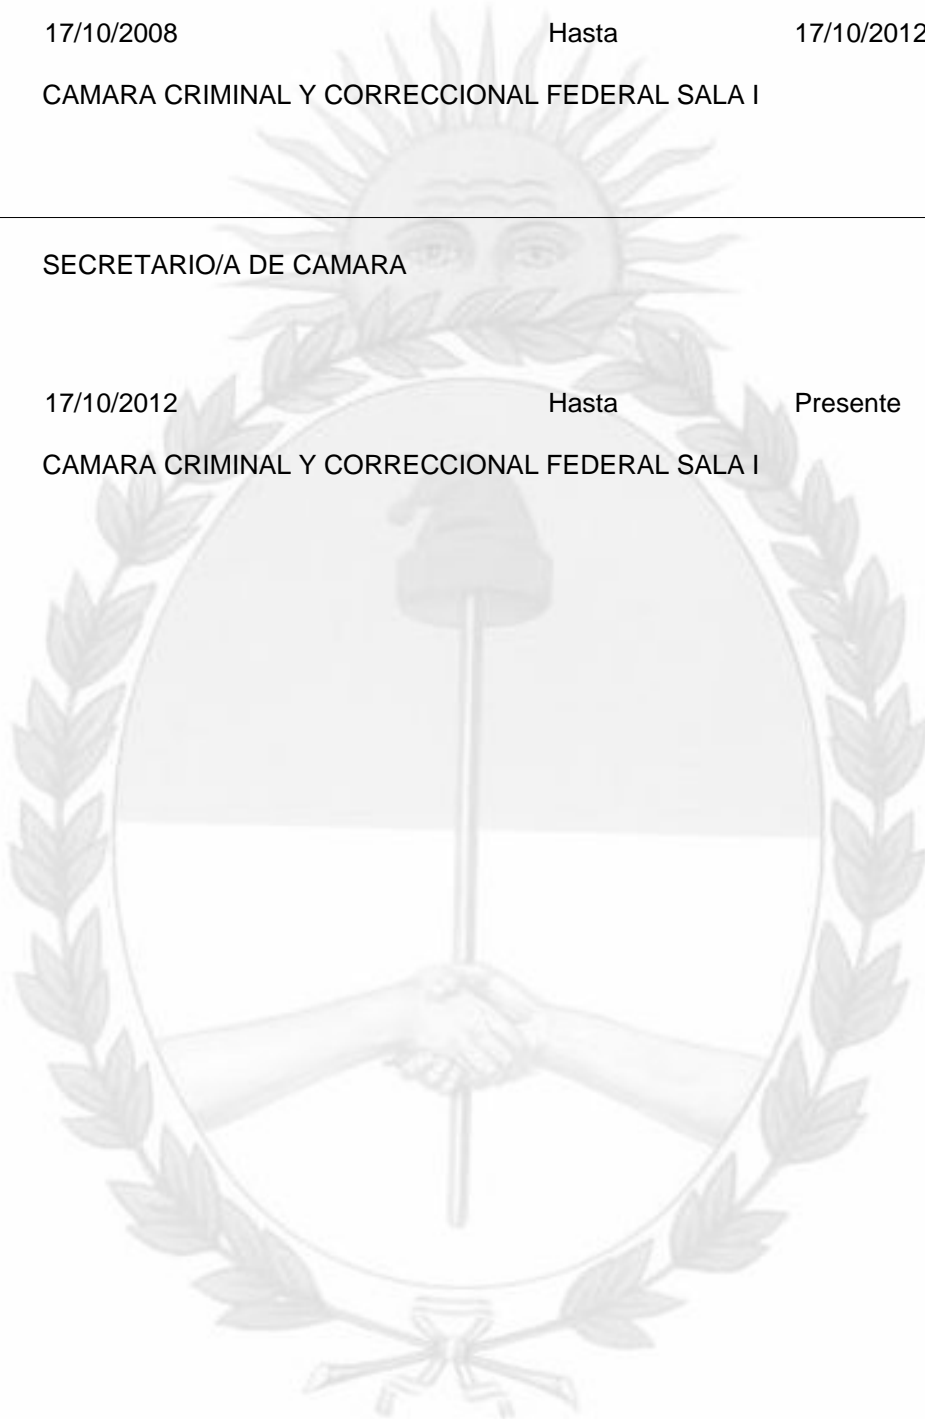 17/10/2008 Hasta 17/10/2012
CAMARA CRIMINAL Y CORRECCIONAL FEDERAL SALA I
SECRETARIO/A DE CAMARA
17/10/2012 Hasta Presente
CAMARA CRIMINAL Y CORRECCIONAL FEDERAL SALA I